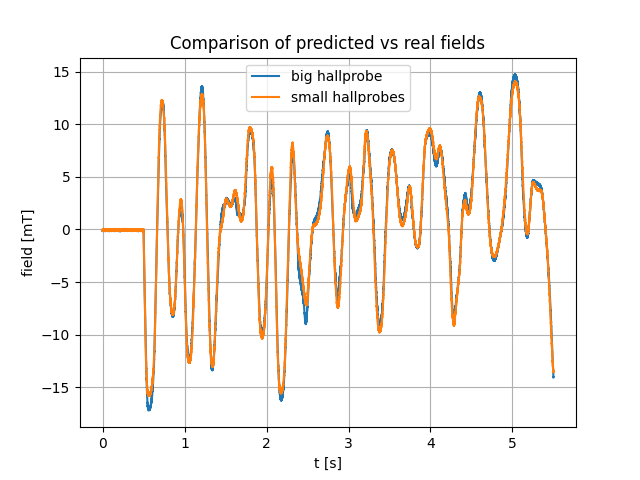 Comparison of predicted vs real fields
big hallprobe
small hallprobes
field [mT]
15
10
5
0
−5
−10
−15
0 1 2 3 4 5
t [s]